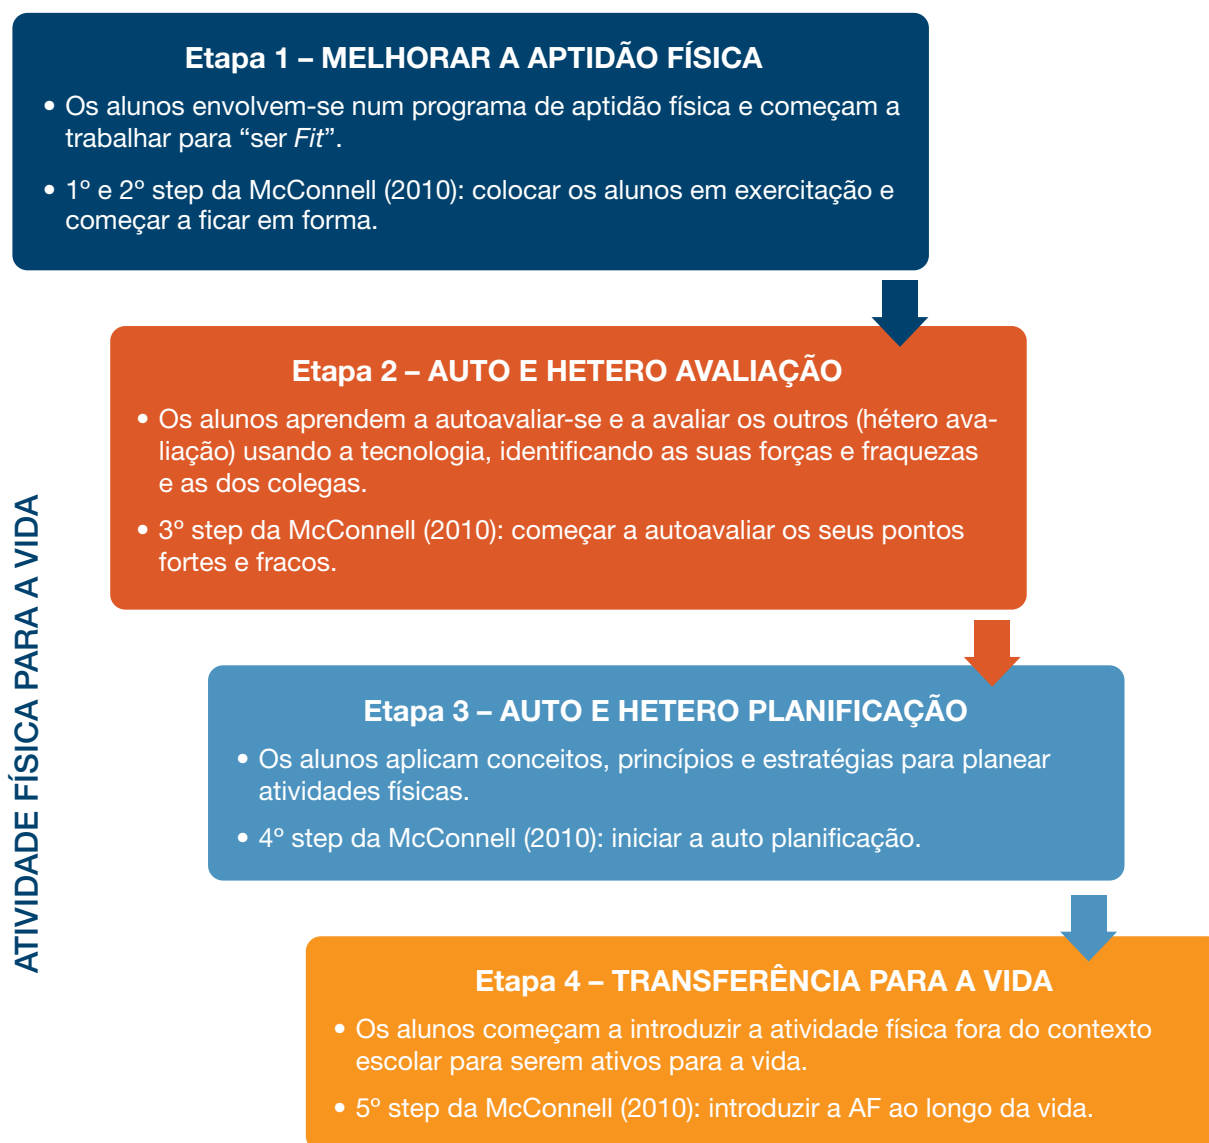 Etapa 1 – MELHORAR A APTIDÃO FÍSICA
• Os alunos envolvem-se num programa de aptidão física e começam a
trabalhar para “ser Fit”.
• 1º e 2º step da McConnell (2010): colocar os alunos em exercitação e
começar a ficar em forma.
Etapa 2 – AUTO E HETERO AVALIAÇÃO
• Os alunos aprendem a autoavaliar-se e a avaliar os outros (hétero ava-
liação) usando a tecnologia, identificando as suas forças e fraquezas
e as dos colegas.
• 3º step da McConnell (2010): começar a autoavaliar os seus pontos
fortes e fracos.
Etapa 3 – AUTO E HETERO PLANIFICAÇÃO
• Os alunos aplicam conceitos, princípios e estratégias para planear
atividades físicas.
• 4º step da McConnell (2010): iniciar a auto planificação.
Etapa 4 – TRANSFERÊNCIA PARA A VIDA
• Os alunos começam a introduzir a atividade física fora do contexto
escolar para serem ativos para a vida.
• 5º step da McConnell (2010): introduzir a AF ao longo da vida.
ATIVIDADE FÍSICA PARA A VIDA